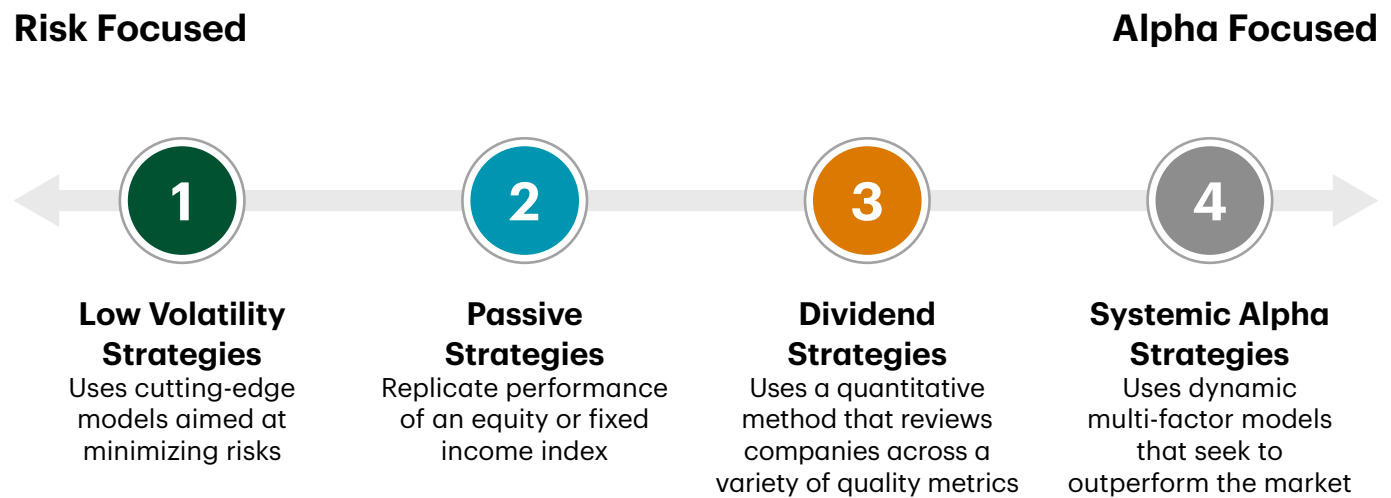 Risk Focused
Alpha Focused
1
2
3
4
Low Volatility
Strategies
Uses cutting-edge
models aimed at
minimizing risks
Passive
Strategies
Replicate performance
of an equity or fixed
income index
Dividend
Strategies
Uses a quantitative
method that reviews
companies across a
variety of quality metrics
Systemic Alpha
Strategies
Uses dynamic
multi-factor models
that seek to
outperform the market